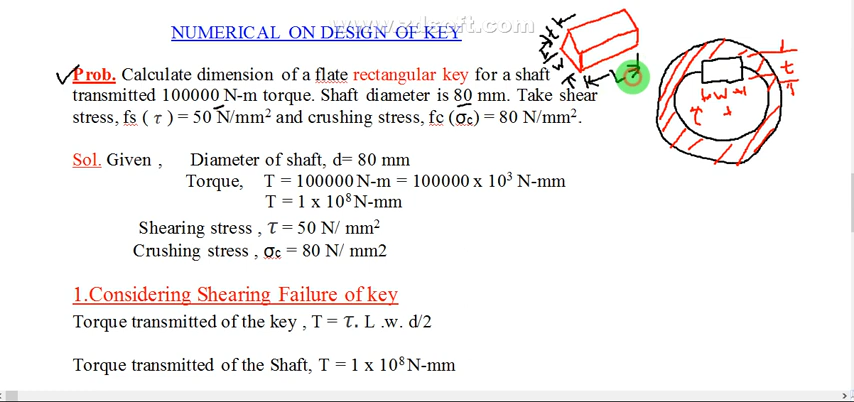 NUMERICAL ON DESIGN OF KEY
Prob. Calculate dimension of a flate rectangular key for a shaft
transmitted 100000 N-m torque. Shaft diameter is 80 mm. Take shear
stress, fs ( τ ) = 50 N/mm² and crushing stress, fc (σc) = 80 N/mm².
Sol. Given , Diameter of shaft, d= 80 mm
Torque, T = 100000 N-m = 100000 x 10³ N-mm
T = 1 x 10⁸ N-mm
Shearing stress , τ = 50 N/ mm²
Crushing stress , σc = 80 N/ mm2
1.Considering Shearing Failure of key
Torque transmitted of the key , T = τ. L .w. d/2
Torque transmitted of the Shaft, T = 1 x 10⁸ N-mm
t
L
t
w